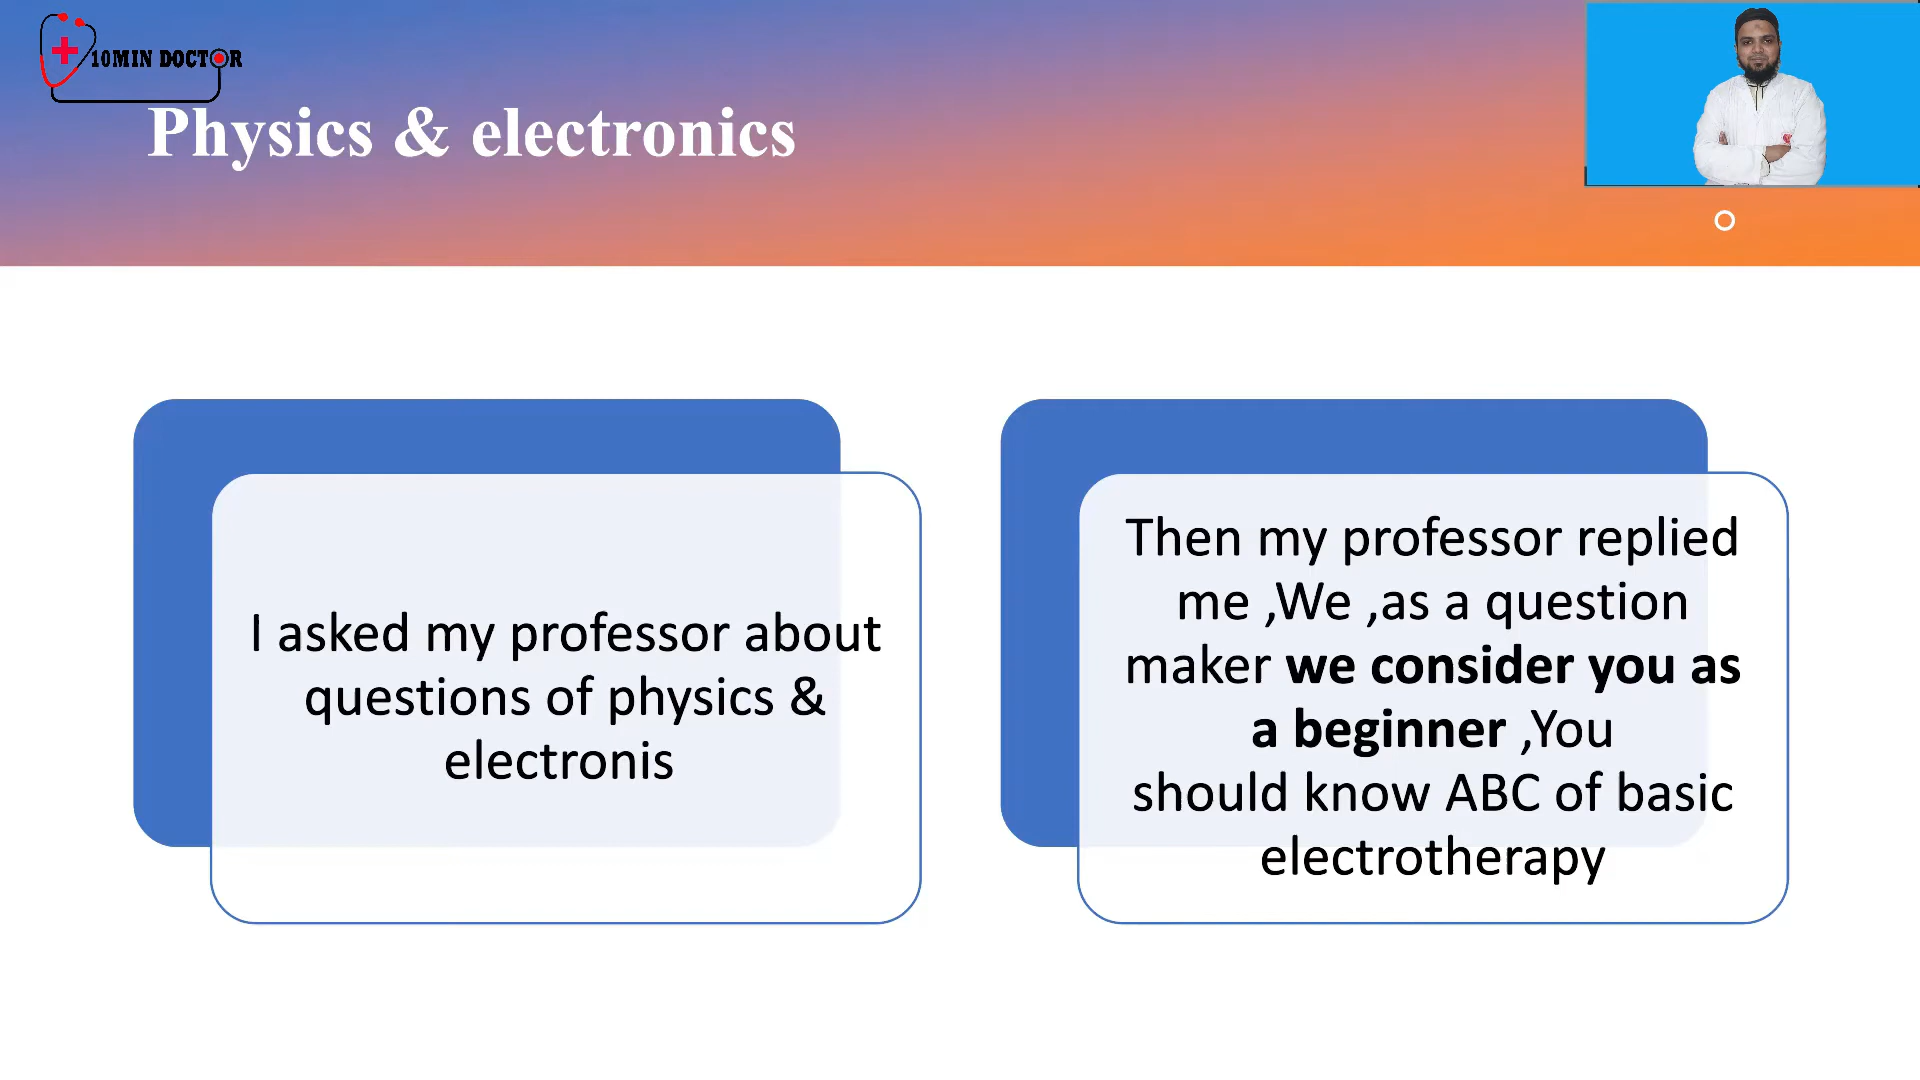 10MIN DOCTOR
Physics & electronics
I asked my professor about
questions of physics &
electronis
Then my professor replied
me ,We ,as a question
maker we consider you as
a beginner ,You
should know ABC of basic
electrotherapy